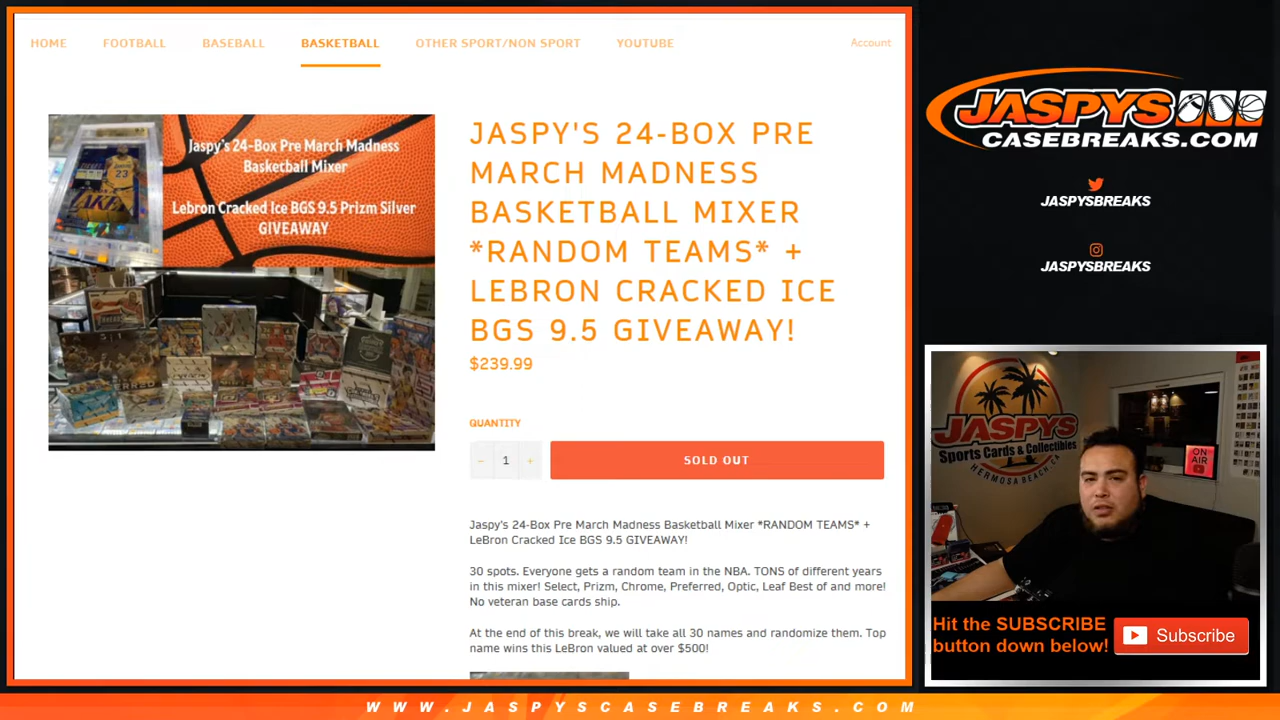 HOME FOOTBALL BASEBALL BASKETBALL OTHER SPORT/NON SPORT YOUTUBE Account
Jaspy's 24-Box Pre March Madness
Basketball Mixer
Lebron Cracked Ice BGS 9.5 Prizm Silver
GIVEAWAY
JASPY'S 24-BOX PRE
MARCH MADNESS
BASKETBALL MIXER
*RANDOM TEAMS* +
LEBRON CRACKED ICE
BGS 9.5 GIVEAWAY!
$239.99
QUANTITY
− 1 +
SOLD OUT
Jaspy's 24-Box Pre March Madness Basketball Mixer *RANDOM TEAMS* +
LeBron Cracked Ice BGS 9.5 GIVEAWAY!
30 spots. Everyone gets a random team in the NBA. TONS of different years
in this mixer! Select, Prizm, Chrome, Preferred, Optic, Leaf Best of and more!
No veteran base cards ship.
At the end of this break, we will take all 30 names and randomize them. Top
name wins this LeBron valued at over $500!
JASPYS
CASEBREAKS.COM
JASPYSBREAKS
JASPYSBREAKS
JASPYS
Sports Cards & Collectibles
HERMOSA BEACH, CA
ON
AIR
Hit the SUBSCRIBE
button down below!
Subscribe
WWW.JASPYSCASEBREAKS.COM